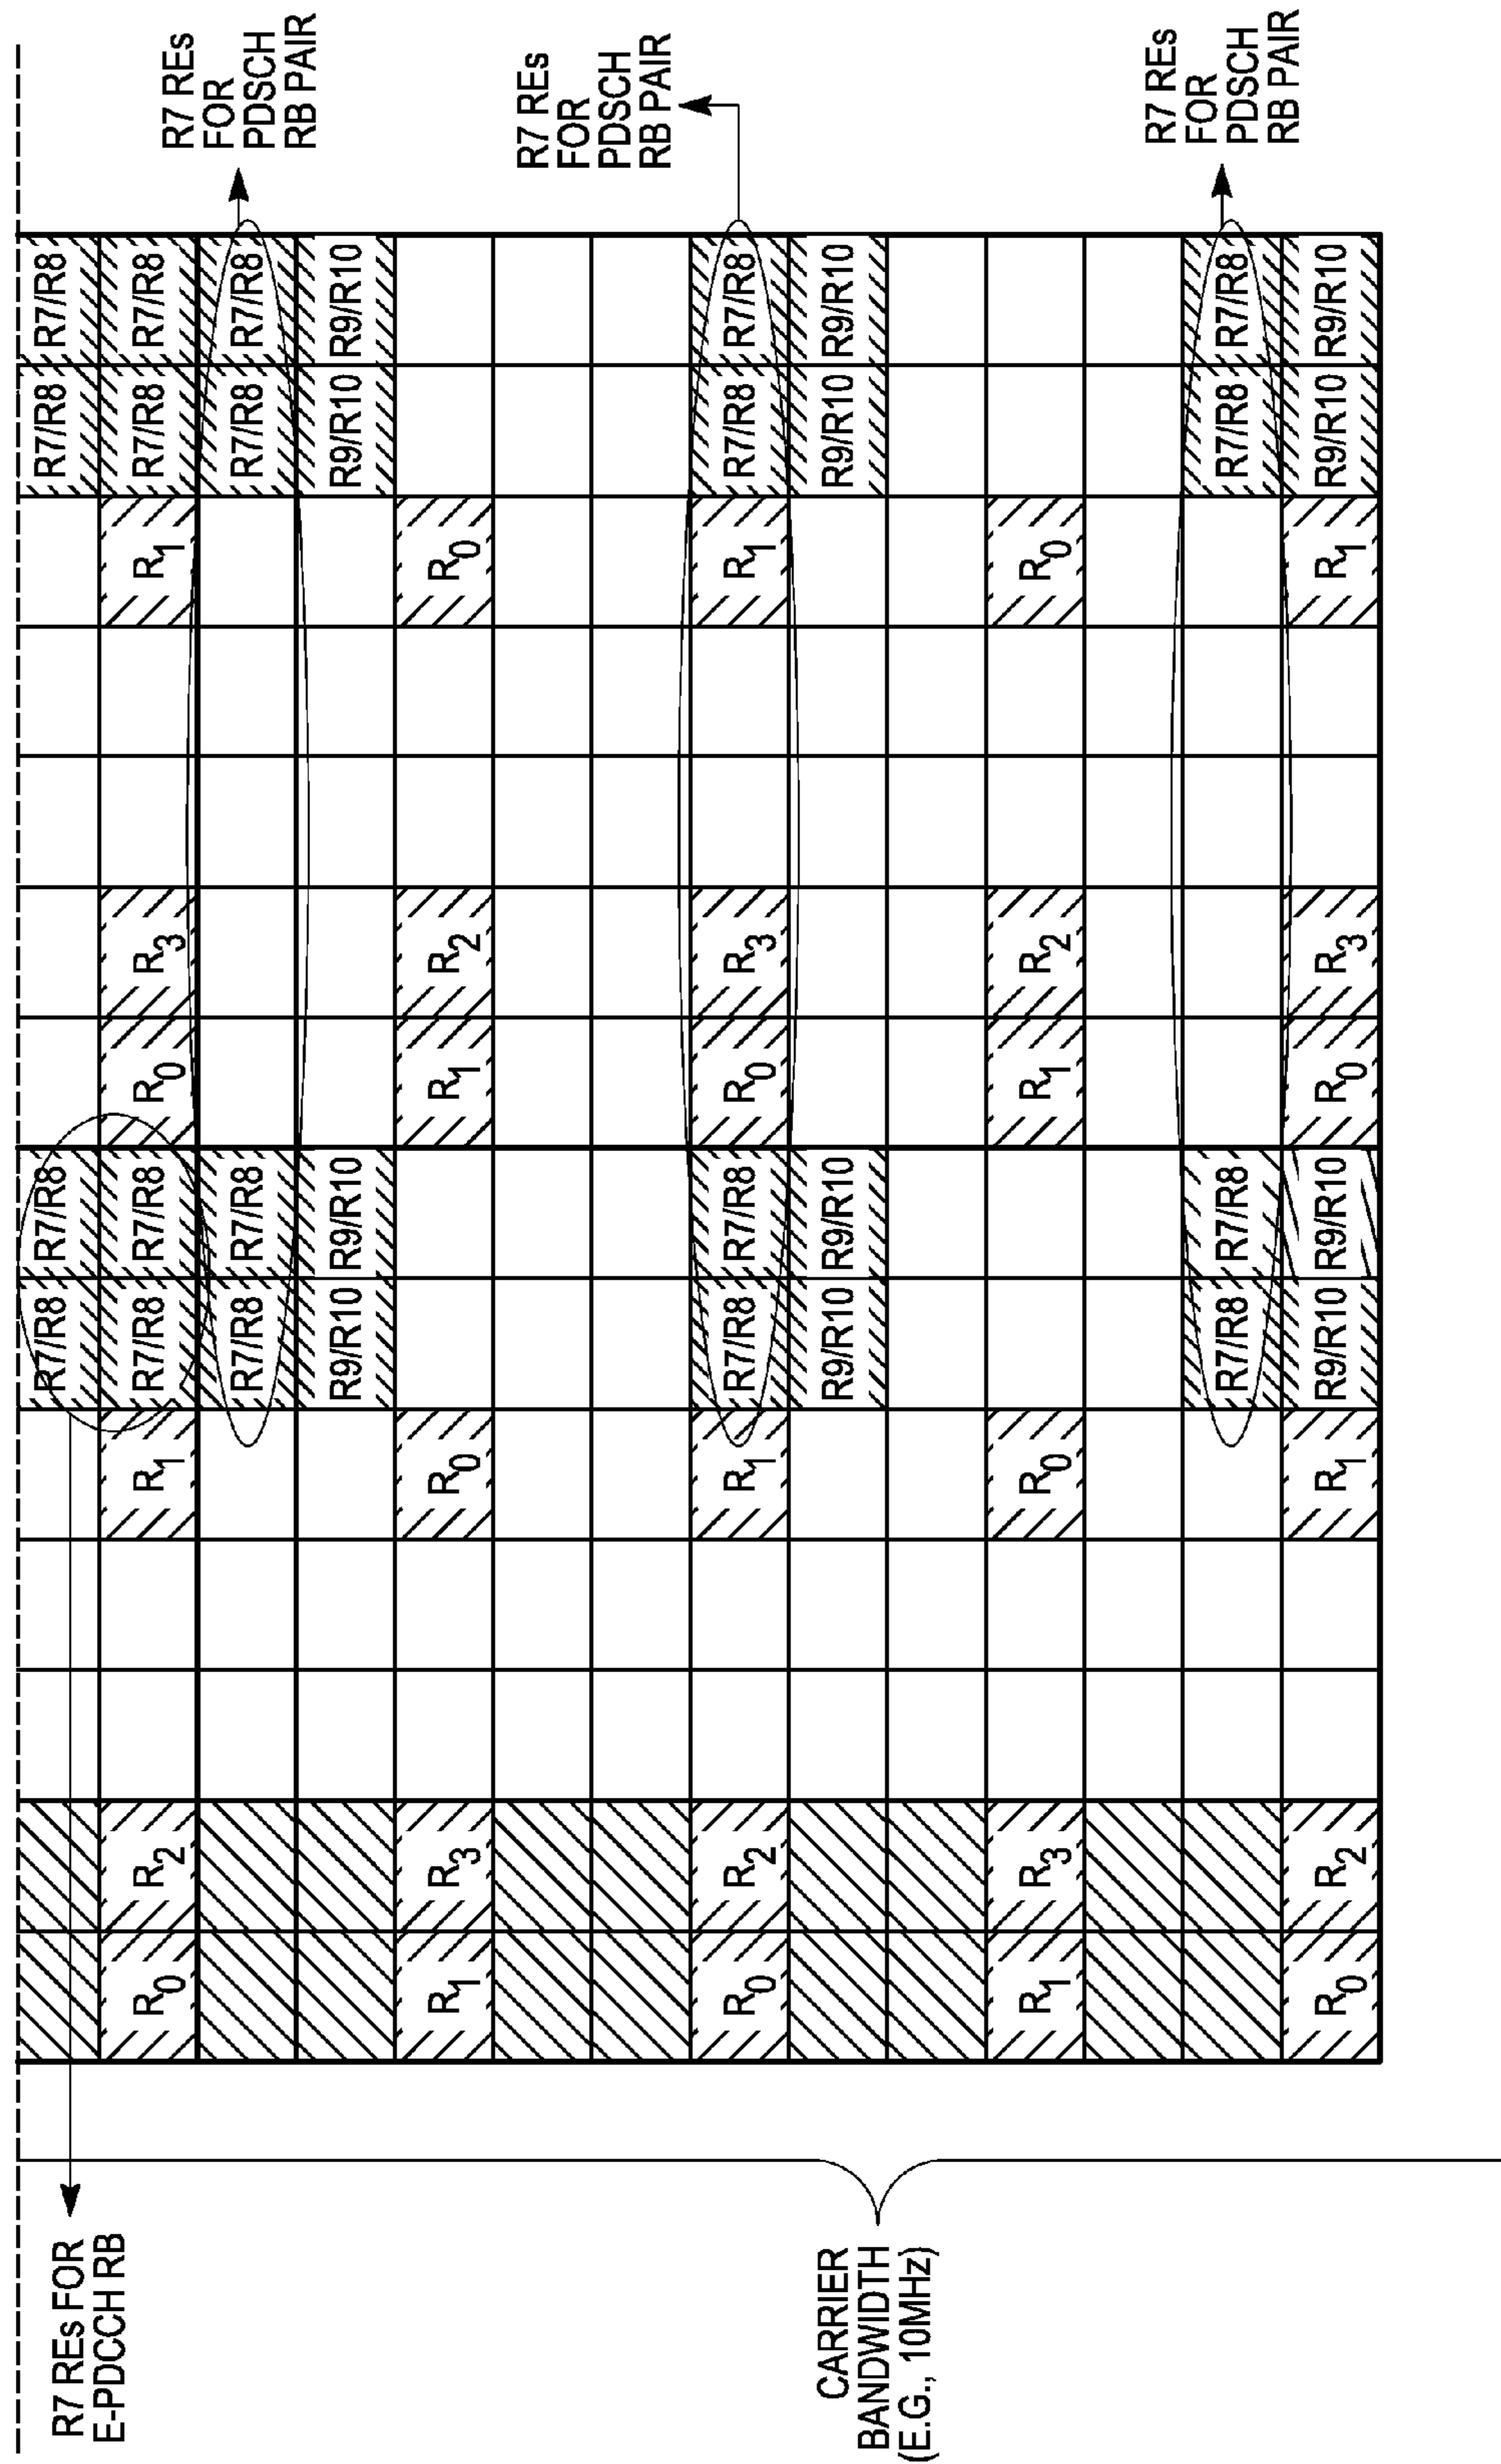 R7 REs FOR
E-PDCCH RB
R7/R8 R7/R8 R7/R8 R7/R8
R0 R2 R1 R7/R8 R7/R8 R0 R3 R1 R7/R8 R7/R8
R7/R8 R7/R8 R7/R8 R7/R8
R7 REs
FOR
PDSCH
RB PAIR
R9/R10 R9/R10 R9/R10 R9/R10
R1 R3 R0 R1 R2 R0
R7 REs
FOR
PDSCH
RB PAIR
R0 R2 R1 R7/R8 R7/R8 R0 R3 R1 R7/R8 R7/R8
CARRIER
BANDWIDTH
(E.G., 10MHz)
R9/R10 R9/R10 R9/R10 R9/R10
R1 R3 R0 R1 R2 R0
R7/R8 R7/R8 R7/R8 R7/R8
R7 REs
FOR
PDSCH
RB PAIR
R0 R2 R1 R9/R10 R9/R10 R0 R3 R1 R9/R10 R9/R10